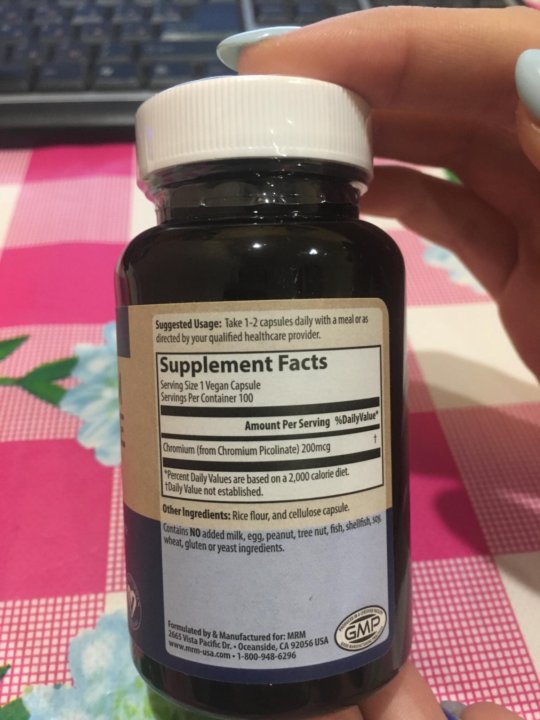 Suggested Usage: Take 1-2 capsules daily with a meal or as
directed by your qualified healthcare provider.
Supplement Facts
Serving Size 1 Vegan Capsule
Servings Per Container 100
Amount Per Serving %DailyValue*
Chromium (from Chromium Picolinate) 200mcg †
*Percent Daily Values are based on a 2,000 calorie diet.
†Daily Value not established.
Other Ingredients: Rice flour, and cellulose capsule.
Contains NO added milk, egg, peanut, tree nut, fish, shellfish, soy,
wheat, gluten or yeast ingredients.
Formulated by & Manufactured for: MRM
2665 Vista Pacific Dr. • Oceanside, CA 92056 USA
www.mrm-usa.com • 1-800-948-6296
GMP